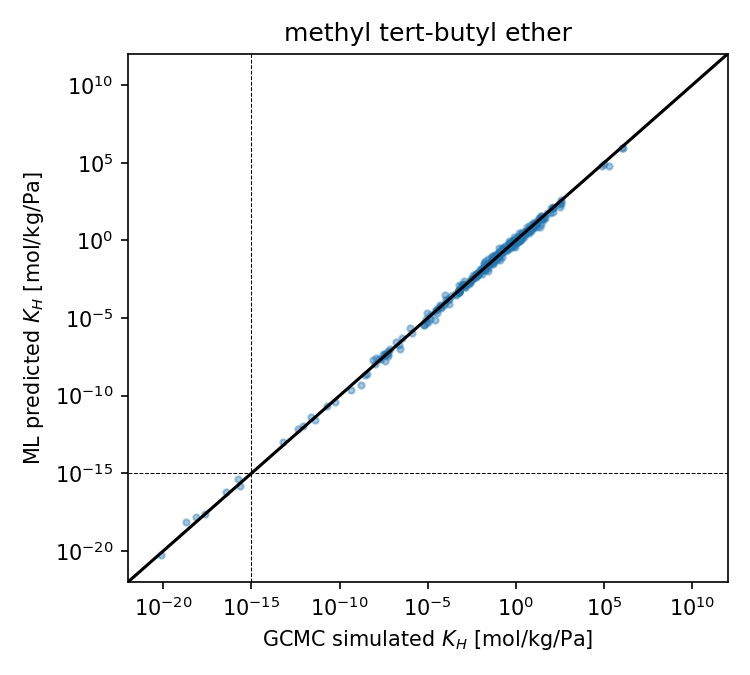 methyl tert-butyl ether
ML predicted K_H [mol/kg/Pa]
10^10
10^5
10^0
10^−5
10^−10
10^−15
10^−20
10^−20 10^−15 10^−10 10^−5 10^0 10^5 10^10
GCMC simulated K_H [mol/kg/Pa]